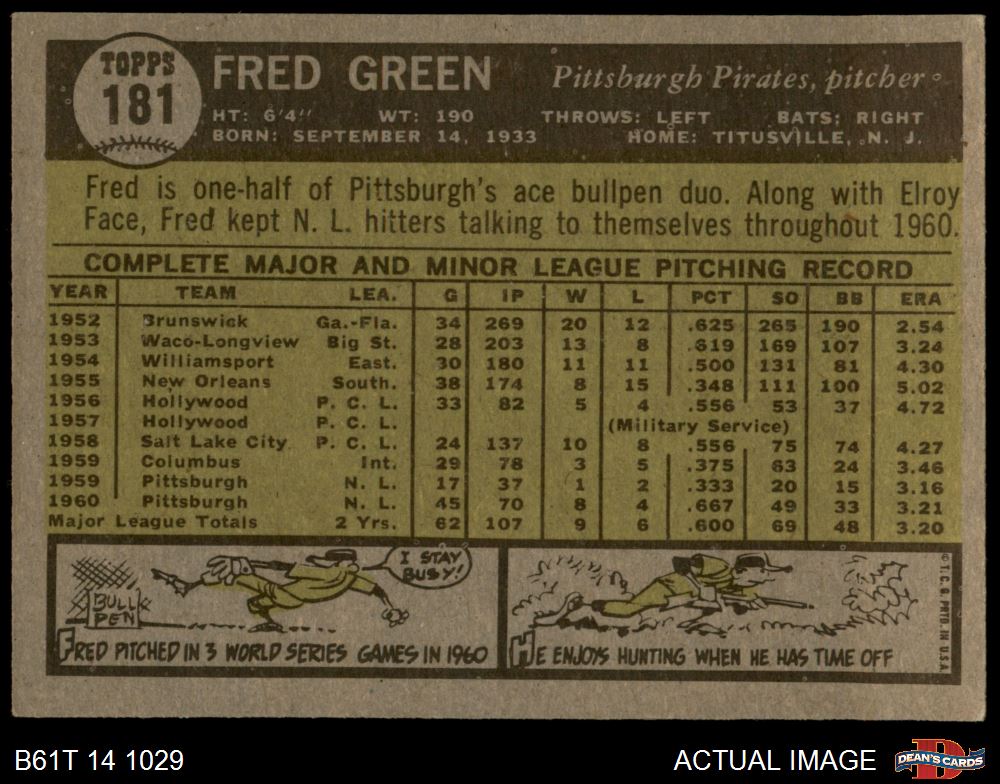 TOPPS
181
FRED GREEN Pittsburgh Pirates, pitcher
HT: 6'4" WT: 190 THROWS: LEFT BATS: RIGHT
BORN: SEPTEMBER 14, 1933 HOME: TITUSVILLE, N. J.
Fred is one-half of Pittsburgh's ace bullpen duo. Along with Elroy
Face, Fred kept N. L. hitters talking to themselves throughout 1960.
COMPLETE MAJOR AND MINOR LEAGUE PITCHING RECORD
YEAR TEAM LEA. G IP W L PCT SO BB ERA
1952 Brunswick Ga.-Fla. 34 269 20 12 .625 265 190 2.54
1953 Waco-Longview Big St. 28 203 13 8 .619 169 107 3.24
1954 Williamsport East. 30 180 11 11 .500 131 81 4.30
1955 New Orleans South. 38 174 8 15 .348 111 100 5.02
1956 Hollywood P. C. L. 33 82 5 4 .556 53 37 4.72
1957 Hollywood P. C. L. (Military Service)
1958 Salt Lake City P. C. L. 24 137 10 8 .556 75 74 4.27
1959 Columbus Int. 29 78 3 5 .375 63 24 3.46
1959 Pittsburgh N. L. 17 37 1 2 .333 20 15 3.16
1960 Pittsburgh N. L. 45 70 8 4 .667 49 33 3.21
Major League Totals 2 Yrs. 62 107 9 6 .600 69 48 3.20
I STAY
BUSY!
BULL
PEN
FRED PITCHED IN 3 WORLD SERIES GAMES IN 1960
HE ENJOYS HUNTING WHEN HE HAS TIME OFF
© T. C. G. PRTD. IN U.S.A.
B61T 14 1029 ACTUAL IMAGE
DEAN'S CARDS